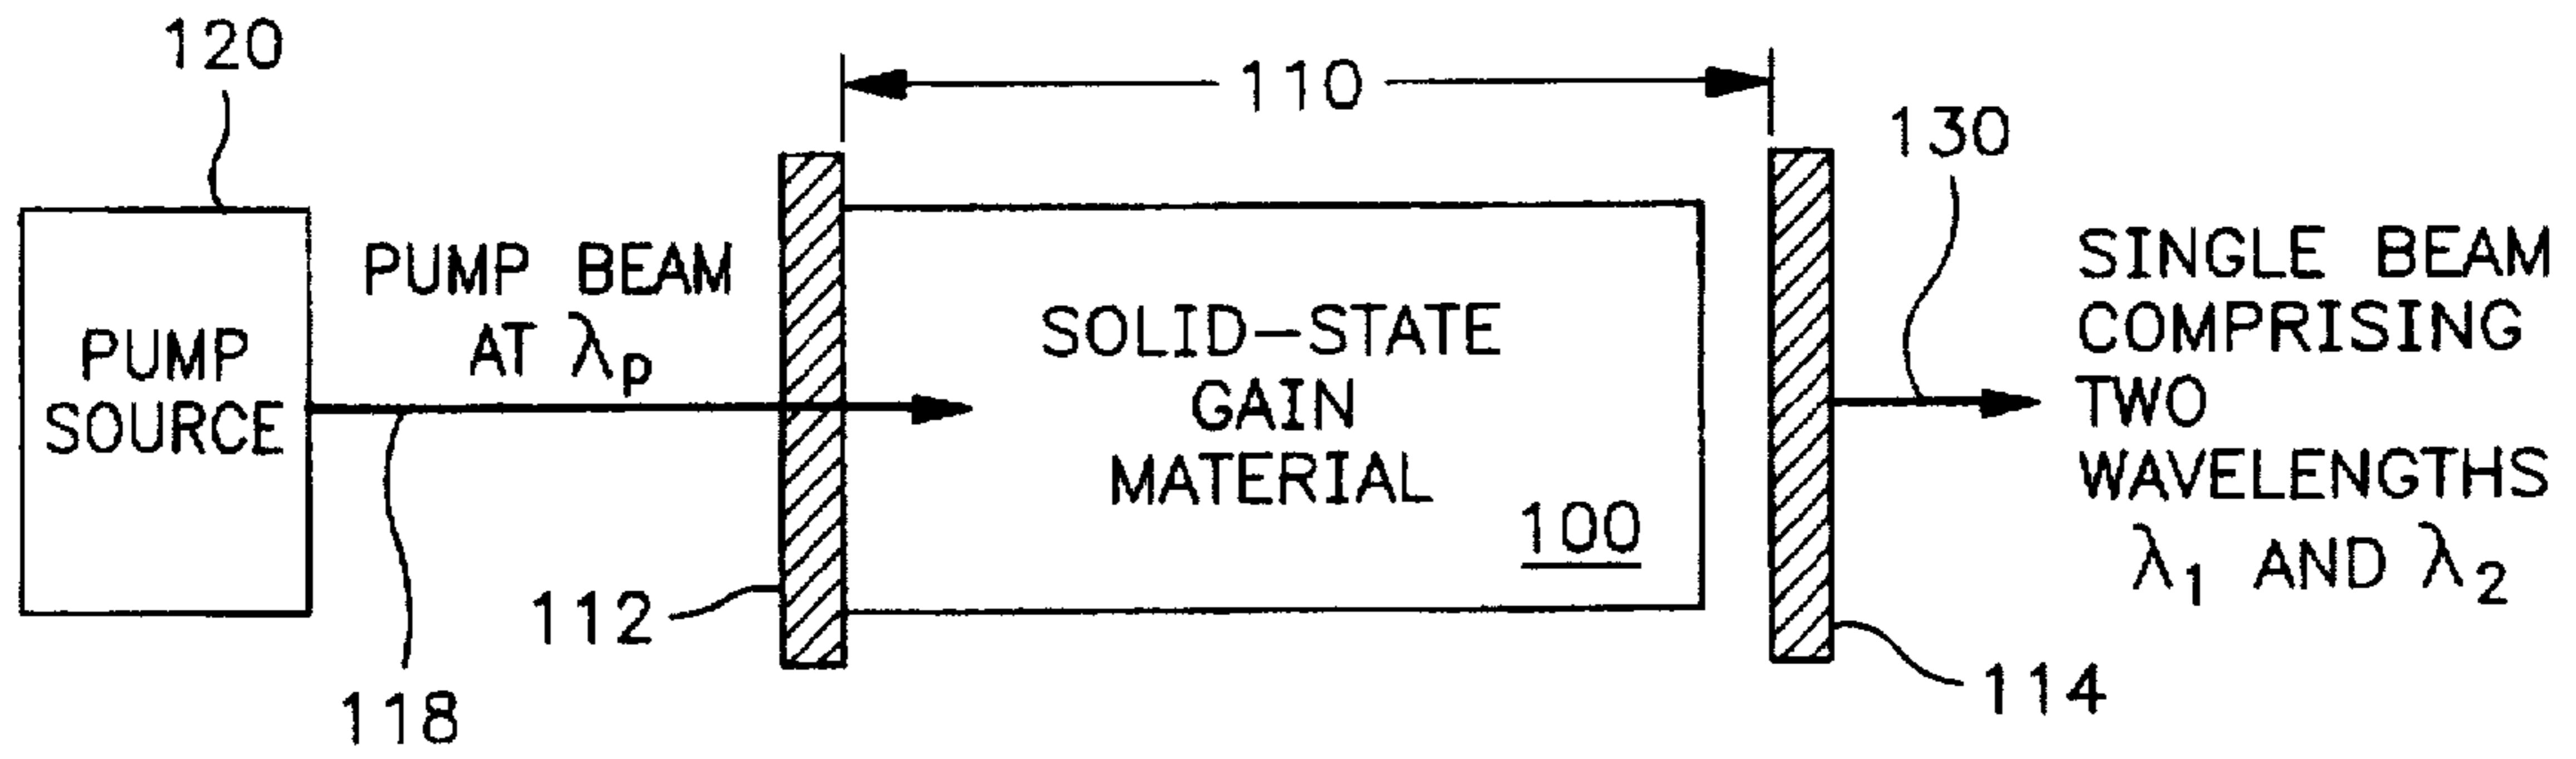 120
110
130
PUMP
SOURCE
PUMP BEAM
AT λp
SOLID-STATE
GAIN
MATERIAL
100
SINGLE BEAM
COMPRISING
TWO
WAVELENGTHS
λ1 AND λ2
112
118
114